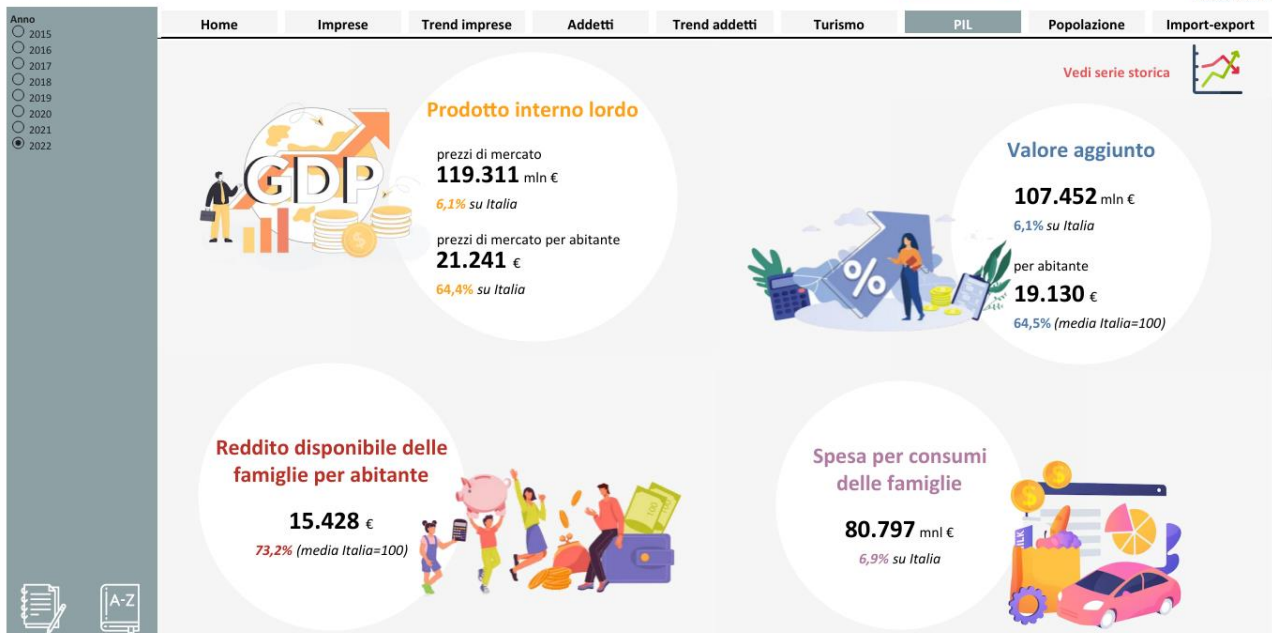 Anno
2015
2016
2017
2018
2019
2020
2021
2022
Home
Imprese
Trend imprese
Addetti
Trend addetti
Turismo
PIL
Popolazione
Import-export
Vedi serie storica
GDP
Prodotto interno lordo
prezzi di mercato
119.311 mln €
6,1% su Italia
prezzi di mercato per abitante
21.241 €
64,4% su Italia
Valore aggiunto
107.452 mln €
6,1% su Italia
per abitante
19.130 €
64,5% (media Italia=100)
%
Reddito disponibile delle
famiglie per abitante
15.428 €
73,2% (media Italia=100)
100
Spesa per consumi
delle famiglie
80.797 mnl €
6,9% su Italia
MILK
A-Z